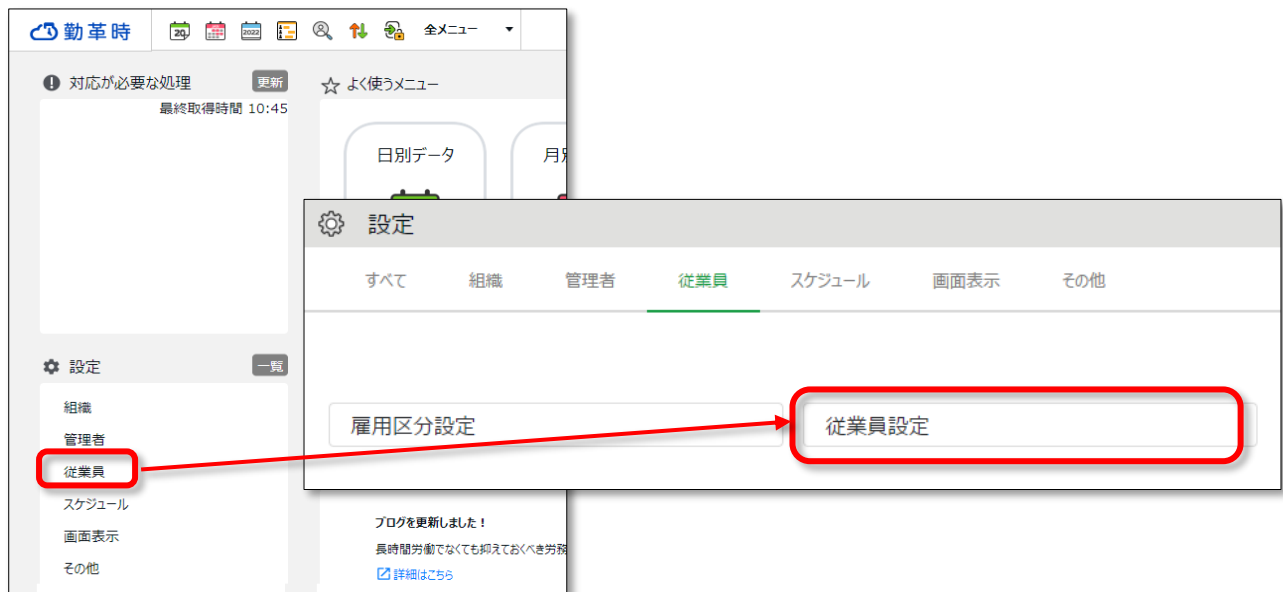 勤革時
20
2022
全メニュー
対応が必要な処理
更新
最終取得時間 10:45
よく使うメニュー
日別データ
月別
設定
一覧
組織
管理者
従業員
スケジュール
画面表示
その他
設定
すべて
組織
管理者
従業員
スケジュール
画面表示
その他
雇用区分設定
従業員設定
ブログを更新しました！
長時間労働でなくても抑えておくべき労務
詳細はこちら